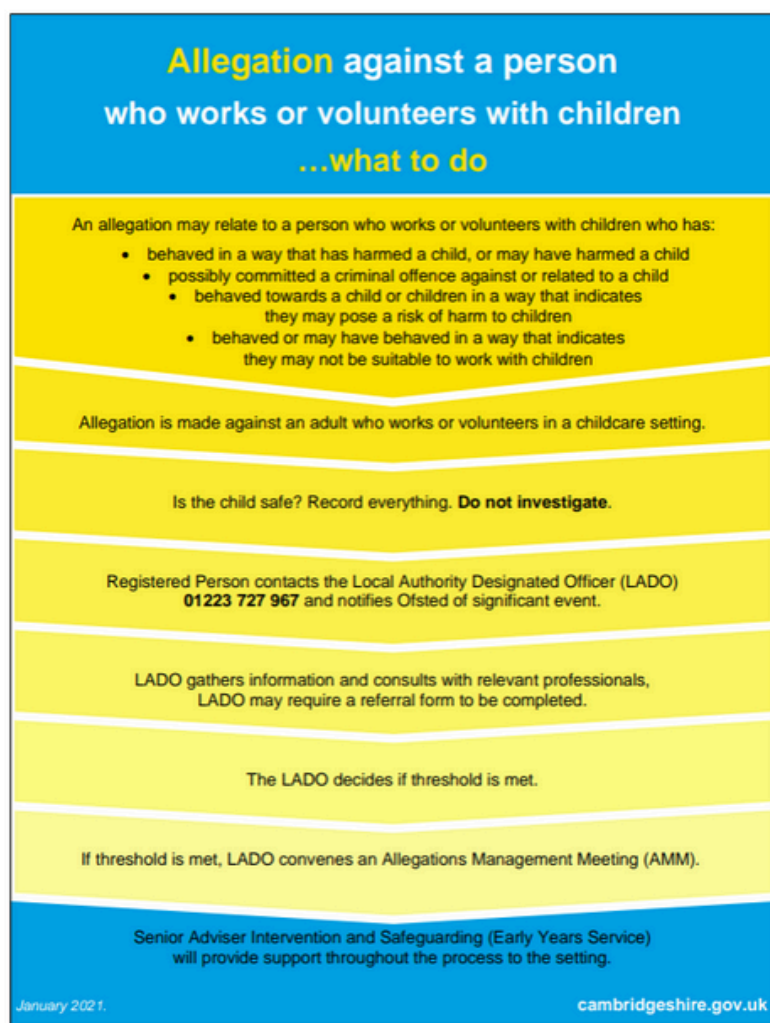 Allegation against a person
who works or volunteers with children
...what to do
An allegation may relate to a person who works or volunteers with children who has:
• behaved in a way that has harmed a child, or may have harmed a child
• possibly committed a criminal offence against or related to a child
• behaved towards a child or children in a way that indicates
they may pose a risk of harm to children
• behaved or may have behaved in a way that indicates
they may not be suitable to work with children
Allegation is made against an adult who works or volunteers in a childcare setting.
Is the child safe? Record everything. Do not investigate.
Registered Person contacts the Local Authority Designated Officer (LADO)
01223 727 967 and notifies Ofsted of significant event.
LADO gathers information and consults with relevant professionals,
LADO may require a referral form to be completed.
The LADO decides if threshold is met.
If threshold is met, LADO convenes an Allegations Management Meeting (AMM).
Senior Adviser Intervention and Safeguarding (Early Years Service)
will provide support throughout the process to the setting.
January 2021.
cambridgeshire.gov.uk